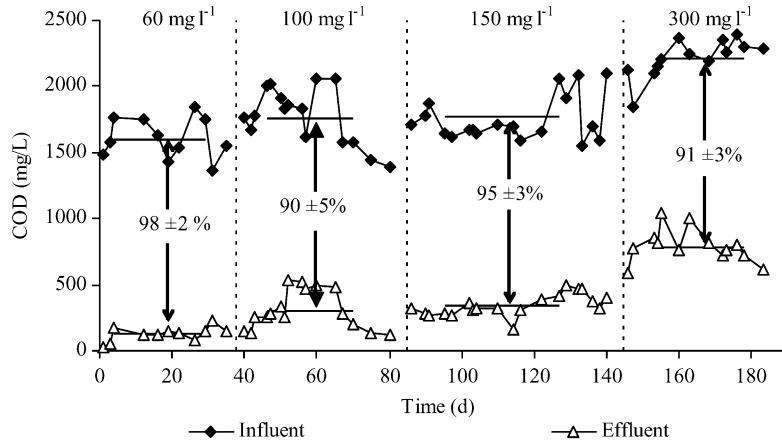 60 mg l-1 100 mg l-1 150 mg l-1 300 mg l-1
2500
2000
1500
1000
500
0
COD (mg/L)
98 ±2 %
90 ±5%
95 ±3%
91 ±3%
0 20 40 60 80 100 120 140 160 180
Time (d)
Influent Effluent